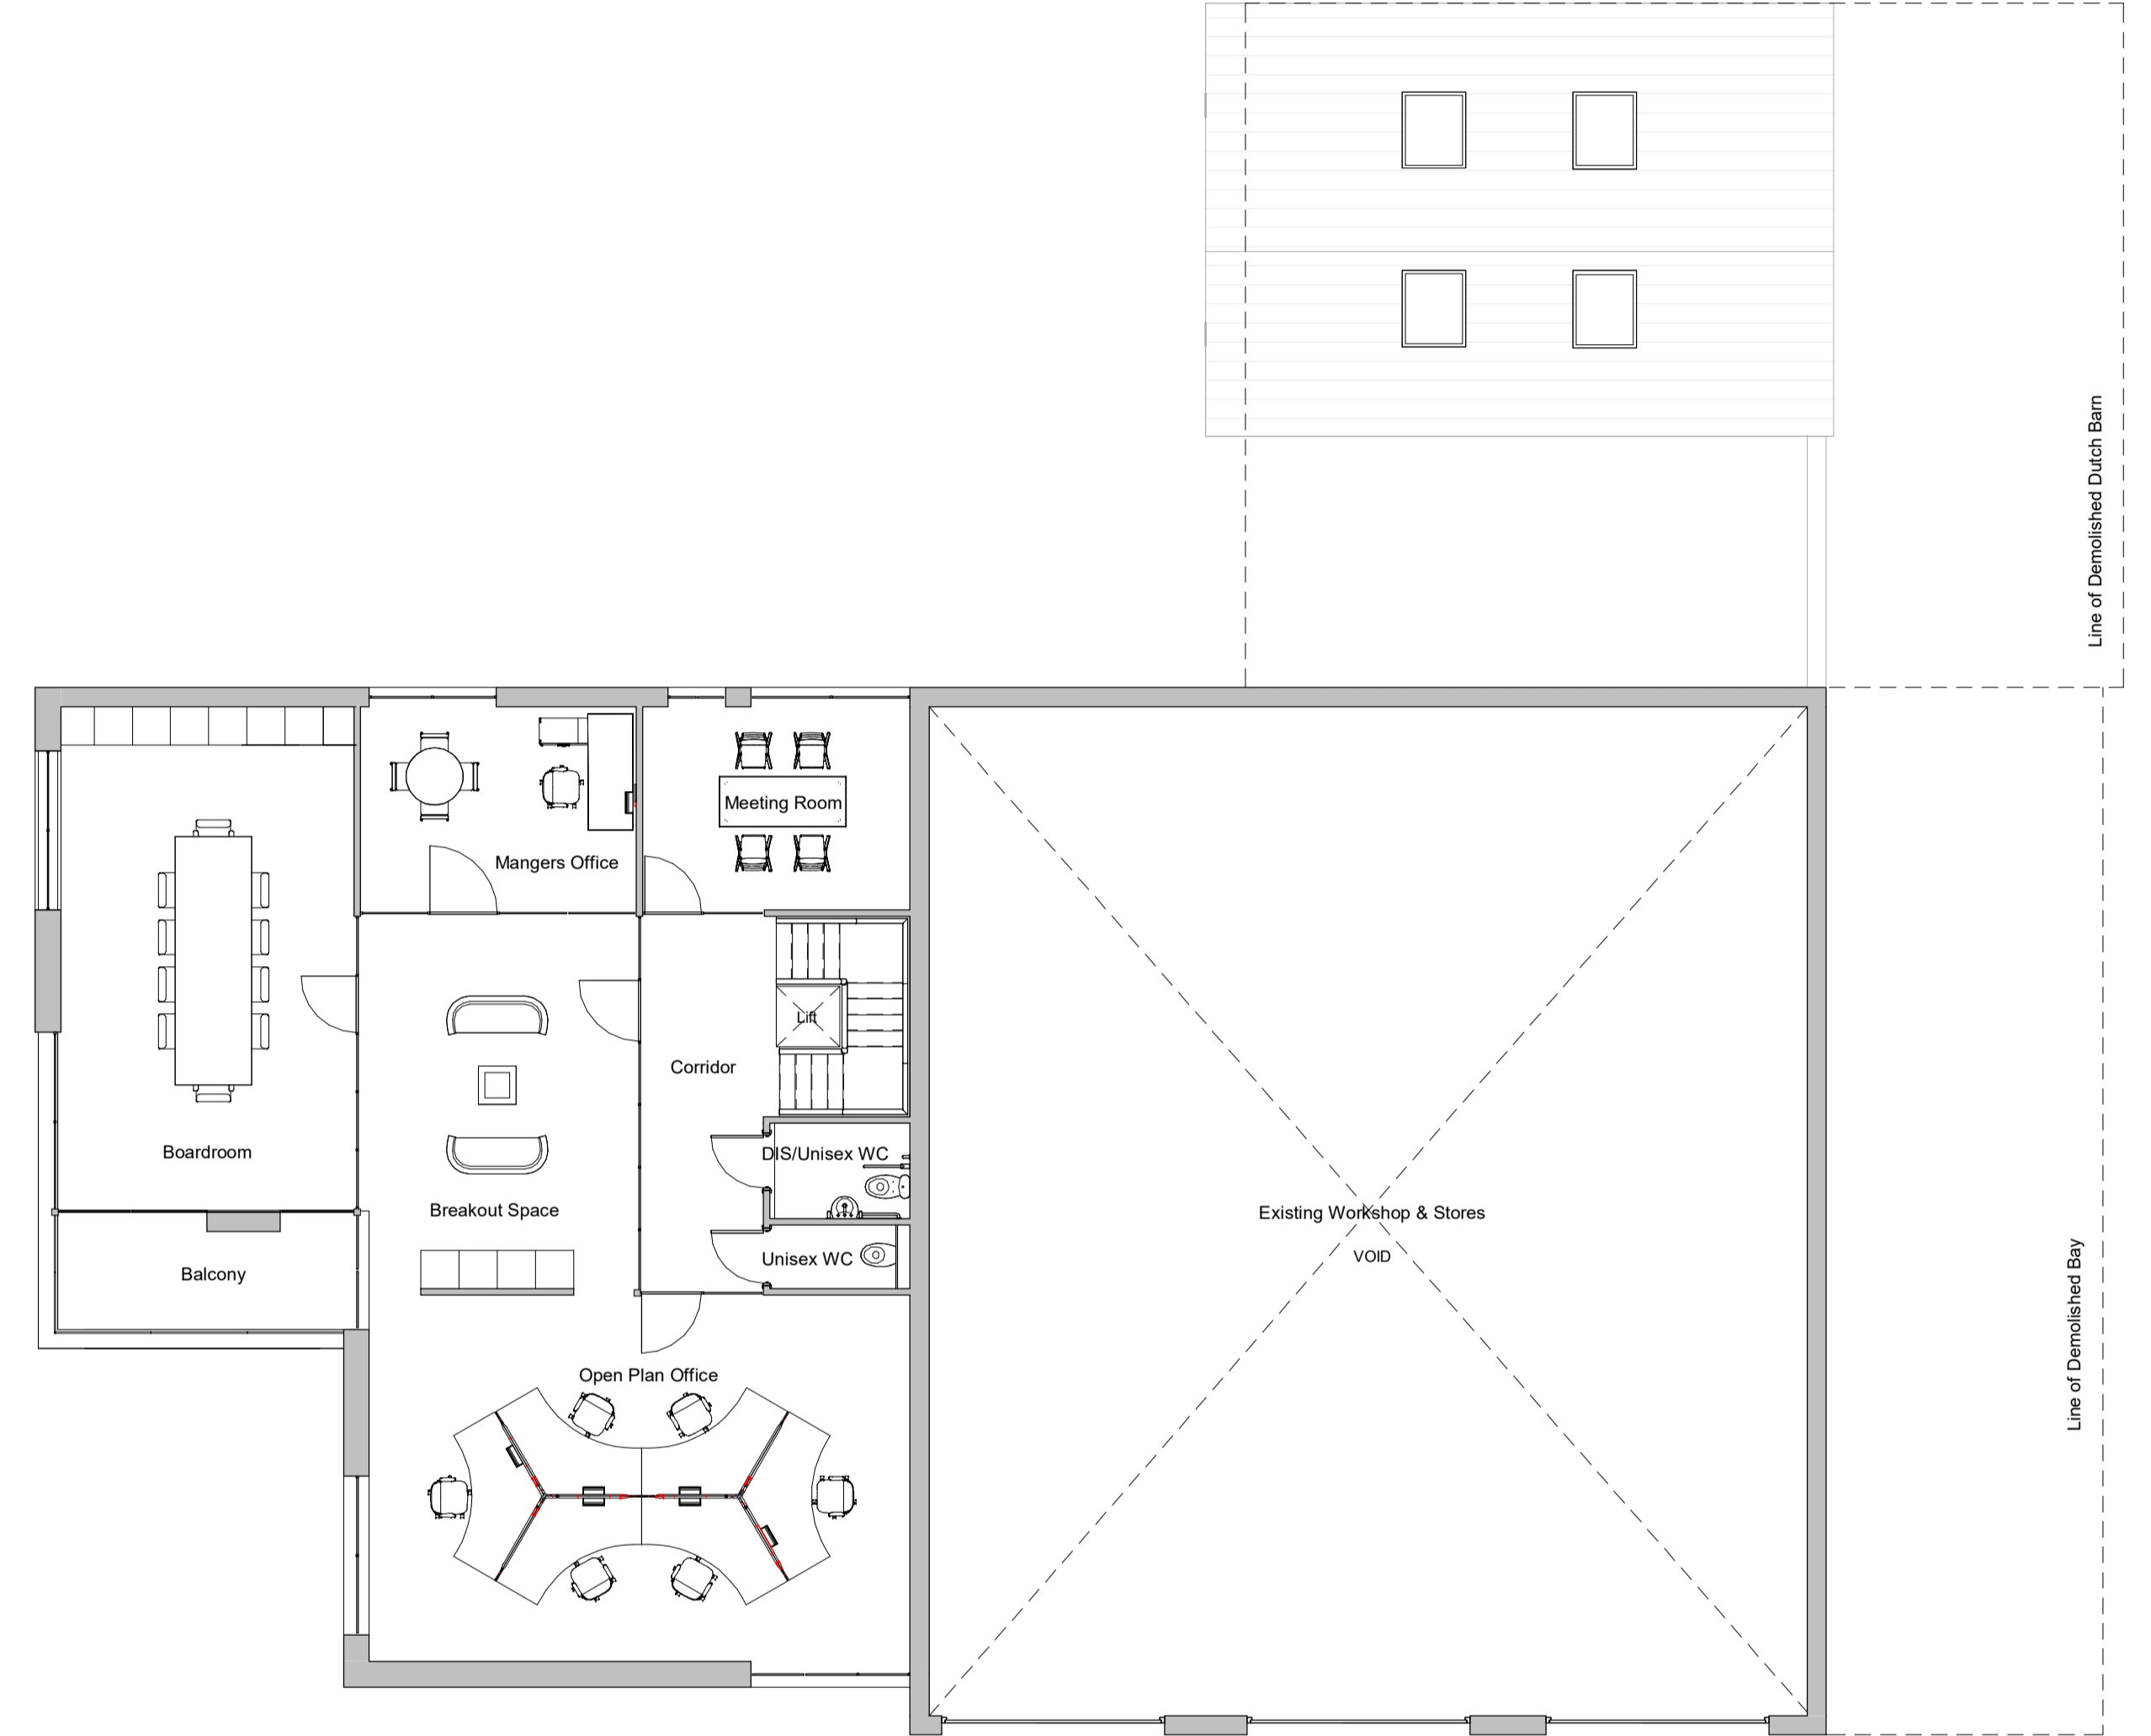 Line of Demolished Dutch Barn
Meeting Room
Mangers Office
Lift
Corridor
Boardroom
DIS/Unisex WC
Breakout Space
Existing Workshop & Stores
VOID
Unisex WC
Balcony
Line of Demolished Bay
Open Plan Office